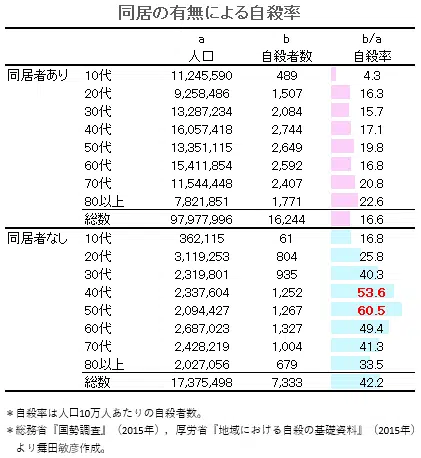 同居の有無による自殺率
a b b/a
人口 自殺者数 自殺率
同居者あり 10代 11,245,590 489 4.3
20代 9,258,486 1,507 16.3
30代 13,287,234 2,084 15.7
40代 16,057,418 2,744 17.1
50代 13,351,115 2,649 19.8
60代 15,411,854 2,592 16.8
70代 11,544,448 2,407 20.8
80以上 7,821,851 1,771 22.6
総数 97,977,996 16,244 16.6
同居者なし 10代 362,115 61 16.8
20代 3,119,253 804 25.8
30代 2,319,801 935 40.3
40代 2,337,604 1,252 53.6
50代 2,094,427 1,267 60.5
60代 2,687,023 1,327 49.4
70代 2,428,219 1,004 41.3
80以上 2,027,056 679 33.5
総数 17,375,498 7,333 42.2
＊自殺率は人口10万人あたりの自殺者数。
＊総務省『国勢調査』（2015年），厚労省『地域における自殺の基礎資料』（2015年）
より舞田敏彦作成。